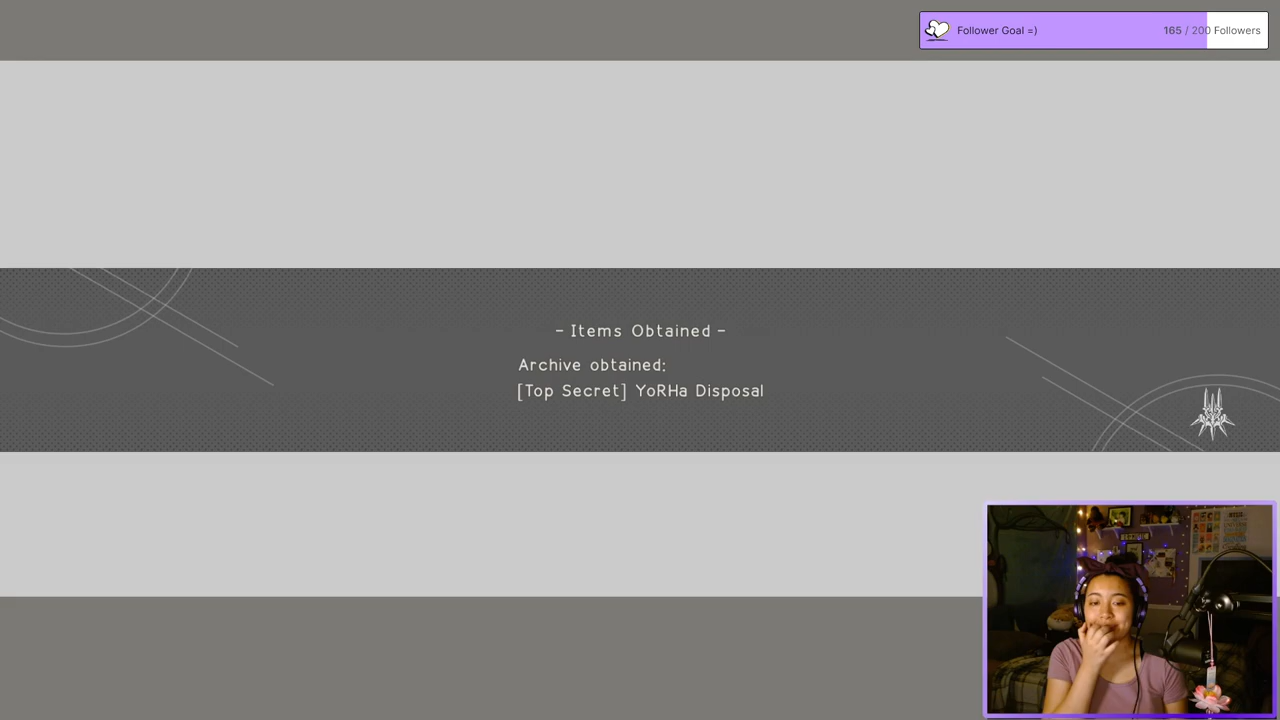 Follower Goal =)
165 / 200 Followers
- Items Obtained -
Archive obtained:
[Top Secret] YoRHa Disposal